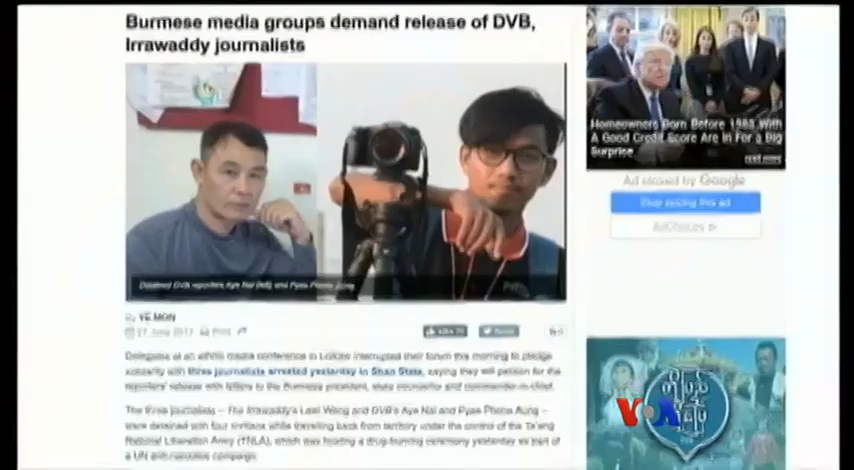 Burmese media groups demand release of DVB,
Irrawaddy journalists
Detained DVB reporters Aye Nai (left) and Pyae Phone Aung
By YE MON
27 June 2017 Print
Delegates at an ethnic media conference in Loikaw interrupted their forum this morning to pledge
solidarity with three journalists arrested yesterday in Shan State, saying they will petition for the
reporters' release with letters to the Burmese president, state counsellor and commander-in-chief.
The three journalists – The Irrawaddy's Lawi Weng and DVB's Aye Nai and Pyae Phone Aung –
were detained with four civilians while travelling back from territory under the control of the Ta'ang
National Liberation Army (TNLA), which was hosting a drug-burning ceremony yesterday as part of
a UN anti-narcotics campaign.
Homeowners Born Before 1985 With
A Good Credit Score Are In For a Big
Surprise
read more
Ad closed by Google
Stop seeing this ad
AdChoices
VOA